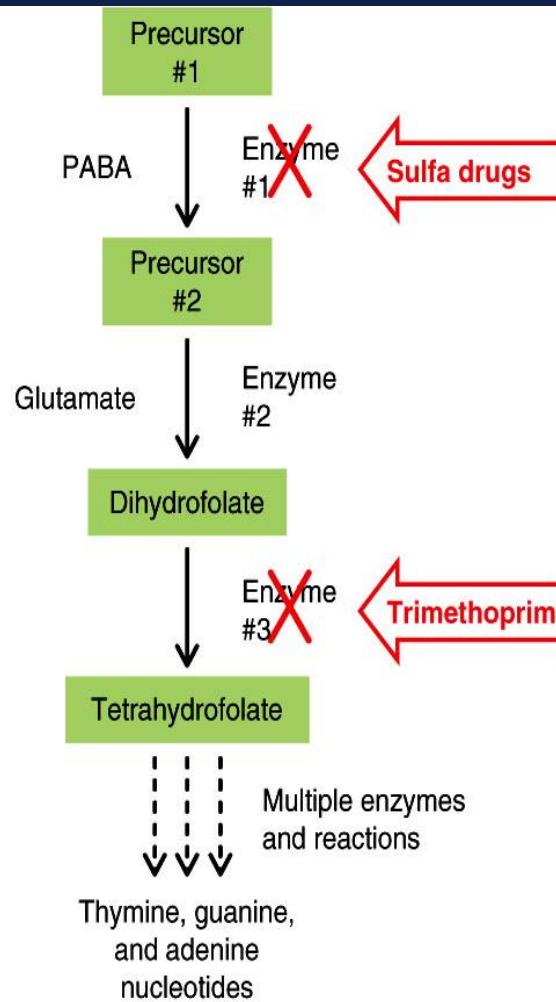 Precursor
#1
PABA
Enzyme
#1
Sulfa drugs
Precursor
#2
Glutamate
Enzyme
#2
Dihydrofolate
Enzyme
#3
Trimethoprim
Tetrahydrofolate
Multiple enzymes
and reactions
Thymine, guanine,
and adenine
nucleotides